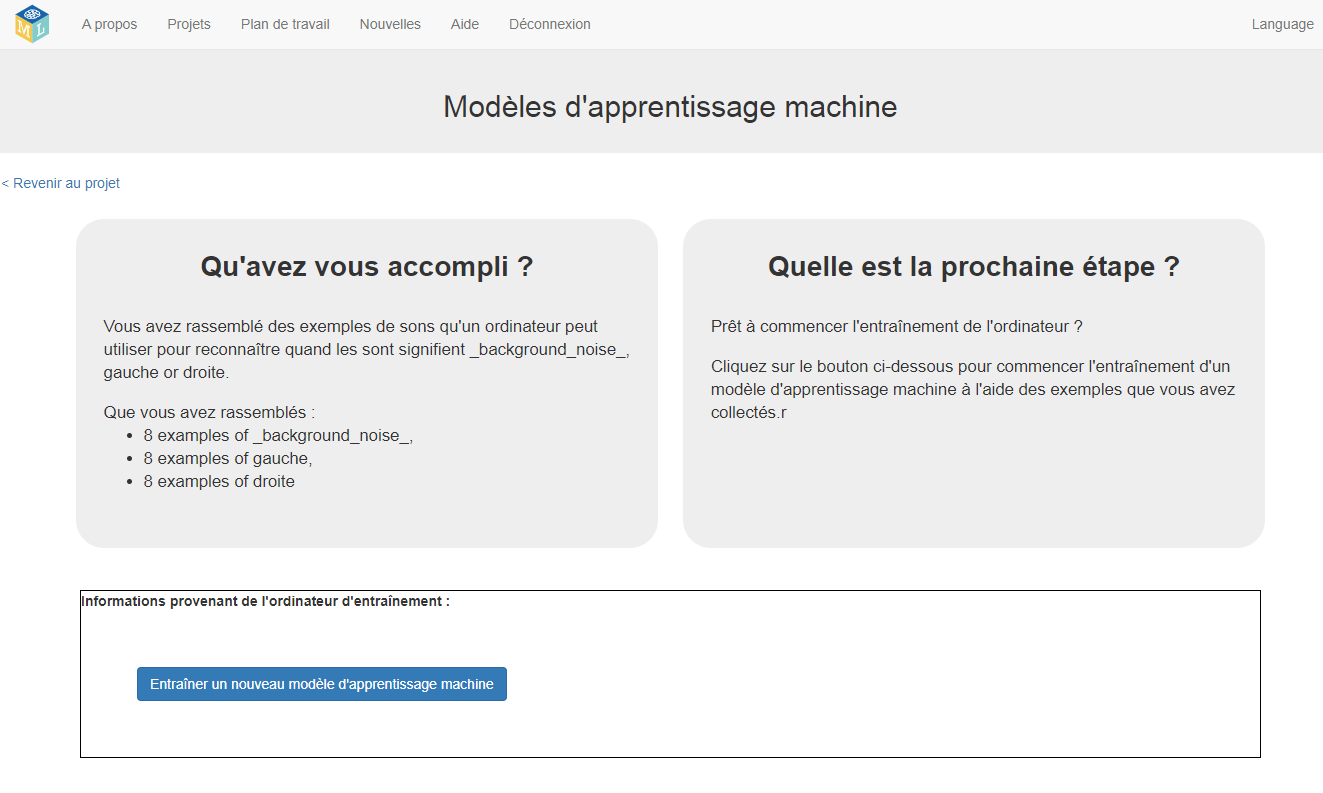 ML
A propos
Projets
Plan de travail
Nouvelles
Aide
Déconnexion
Language
Modèles d'apprentissage machine
< Revenir au projet
Qu'avez vous accompli ?
Vous avez rassemblé des exemples de sons qu'un ordinateur peut
utiliser pour reconnaître quand les sont signifient _background_noise_,
gauche or droite.
Que vous avez rassemblés :
• 8 examples of _background_noise_,
• 8 examples of gauche,
• 8 examples of droite
Quelle est la prochaine étape ?
Prêt à commencer l'entraînement de l'ordinateur ?
Cliquez sur le bouton ci-dessous pour commencer l'entraînement d'un
modèle d'apprentissage machine à l'aide des exemples que vous avez
collectés.r
Informations provenant de l'ordinateur d'entraînement :
Entraîner un nouveau modèle d'apprentissage machine